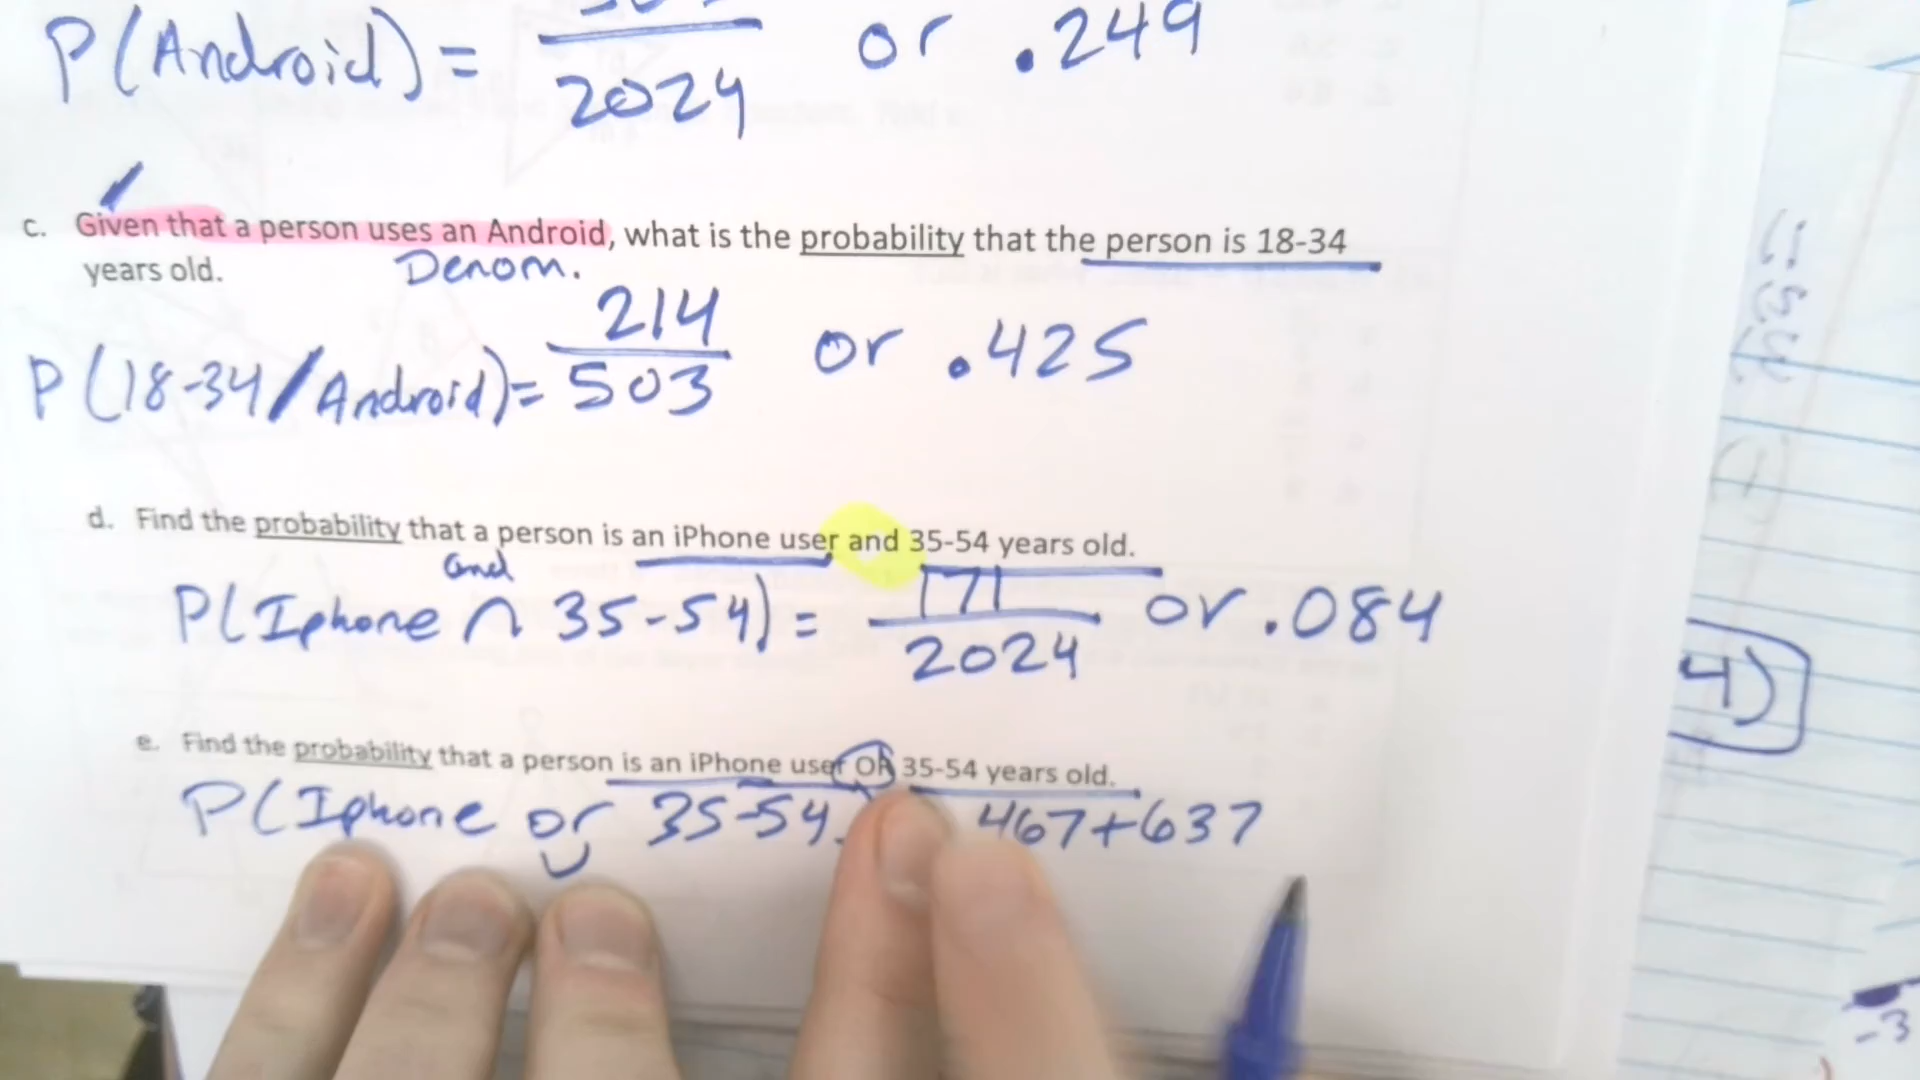 P(Android) = 2024 or .249
c. Given that a person uses an Android, what is the probability that the person is 18-34
years old. Denom.
P(18-34/Android)= 214/503 or .425
d. Find the probability that a person is an iPhone user and 35-54 years old.
and
P(Iphone ∩ 35-54) = 171/2024 or .084
e. Find the probability that a person is an iPhone user OR 35-54 years old.
P(Iphone or 35-54 467+637
4)
-3